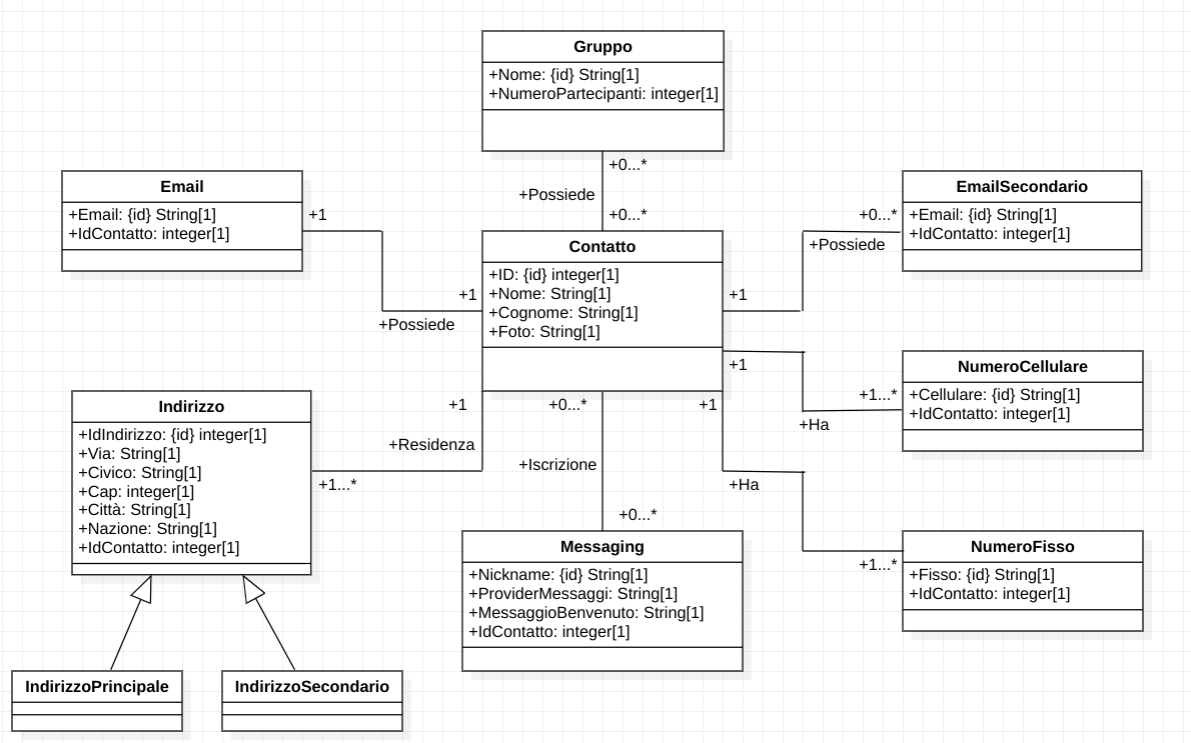 Gruppo
+Nome: {id} String[1]
+NumeroPartecipanti: integer[1]
+0...*
+Possiede
+0...*
Email
+Email: {id} String[1]
+IdContatto: integer[1]
+1
+1
+Possiede
Contatto
+ID: {id} integer[1]
+Nome: String[1]
+Cognome: String[1]
+Foto: String[1]
EmailSecondario
+Email: {id} String[1]
+IdContatto: integer[1]
+0...*
+Possiede
+1
+1
NumeroCellulare
+Cellulare: {id} String[1]
+IdContatto: integer[1]
+1...*
+Ha
Indirizzo
+IdIndirizzo: {id} integer[1]
+Via: String[1]
+Civico: String[1]
+Cap: integer[1]
+Città: String[1]
+Nazione: String[1]
+IdContatto: integer[1]
+1
+Residenza
+1...*
+0...*
+Iscrizione
+0...*
+1
+Ha
+1...*
Messaging
+Nickname: {id} String[1]
+ProviderMessaggi: String[1]
+MessaggioBenvenuto: String[1]
+IdContatto: integer[1]
NumeroFisso
+Fisso: {id} String[1]
+IdContatto: integer[1]
IndirizzoPrincipale
IndirizzoSecondario